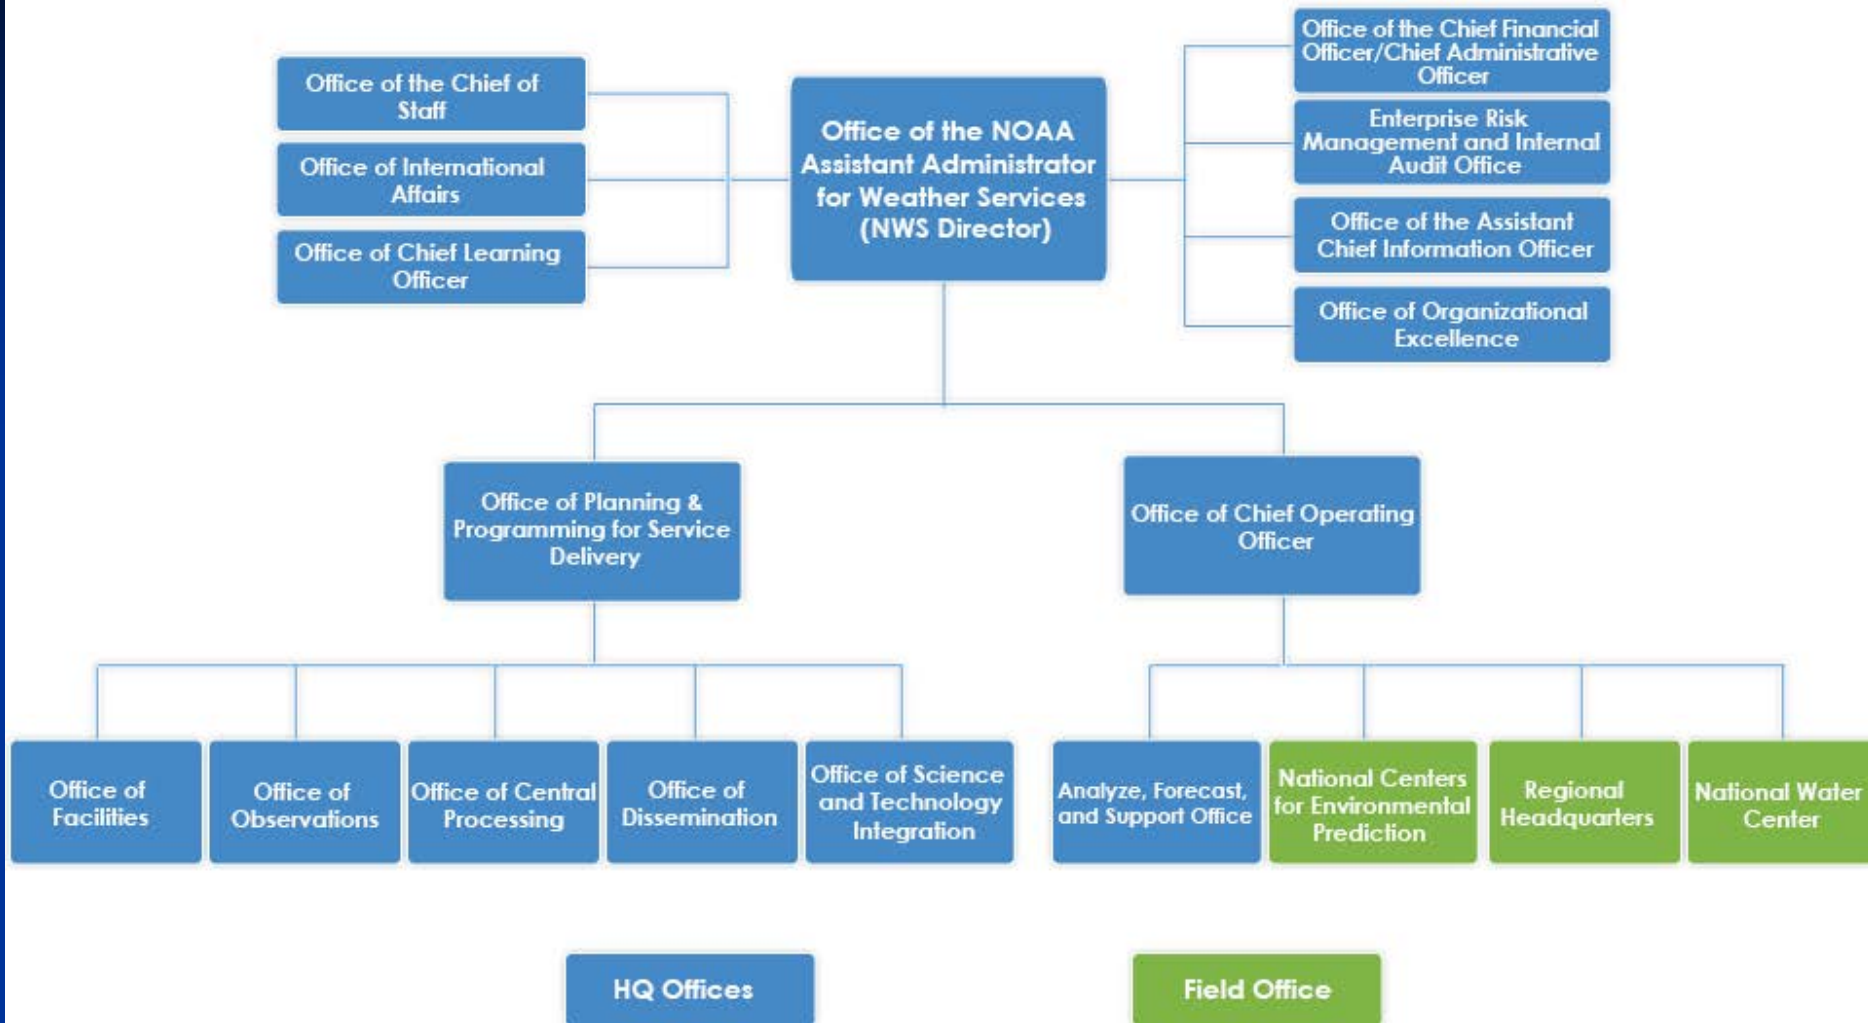 Office of the Chief of
Staff
Office of International
Affairs
Office of Chief Learning
Officer
Office of the NOAA
Assistant Administrator
for Weather Services
(NWS Director)
Office of the Chief Financial
Officer/Chief Administrative
Officer
Enterprise Risk
Management and Internal
Audit Office
Office of the Assistant
Chief Information Officer
Office of Organizational
Excellence
Office of Planning &
Programming for Service
Delivery
Office of Chief Operating
Officer
Office of
Facilities
Office of
Observations
Office of Central
Processing
Office of
Dissemination
Office of Science
and Technology
Integration
Analyze, Forecast,
and Support Office
National Centers
for Environmental
Prediction
Regional
Headquarters
National Water
Center
HQ Offices
Field Office